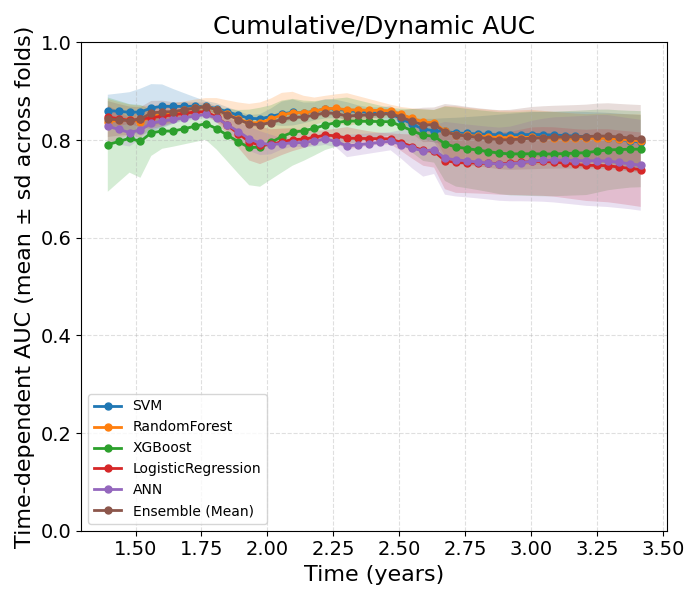 Cumulative/Dynamic AUC
Time-dependent AUC (mean ± sd across folds)
1.0
0.8
0.6
0.4
0.2
0.0
SVM
RandomForest
XGBoost
LogisticRegression
ANN
Ensemble (Mean)
1.50 1.75 2.00 2.25 2.50 2.75 3.00 3.25 3.50
Time (years)